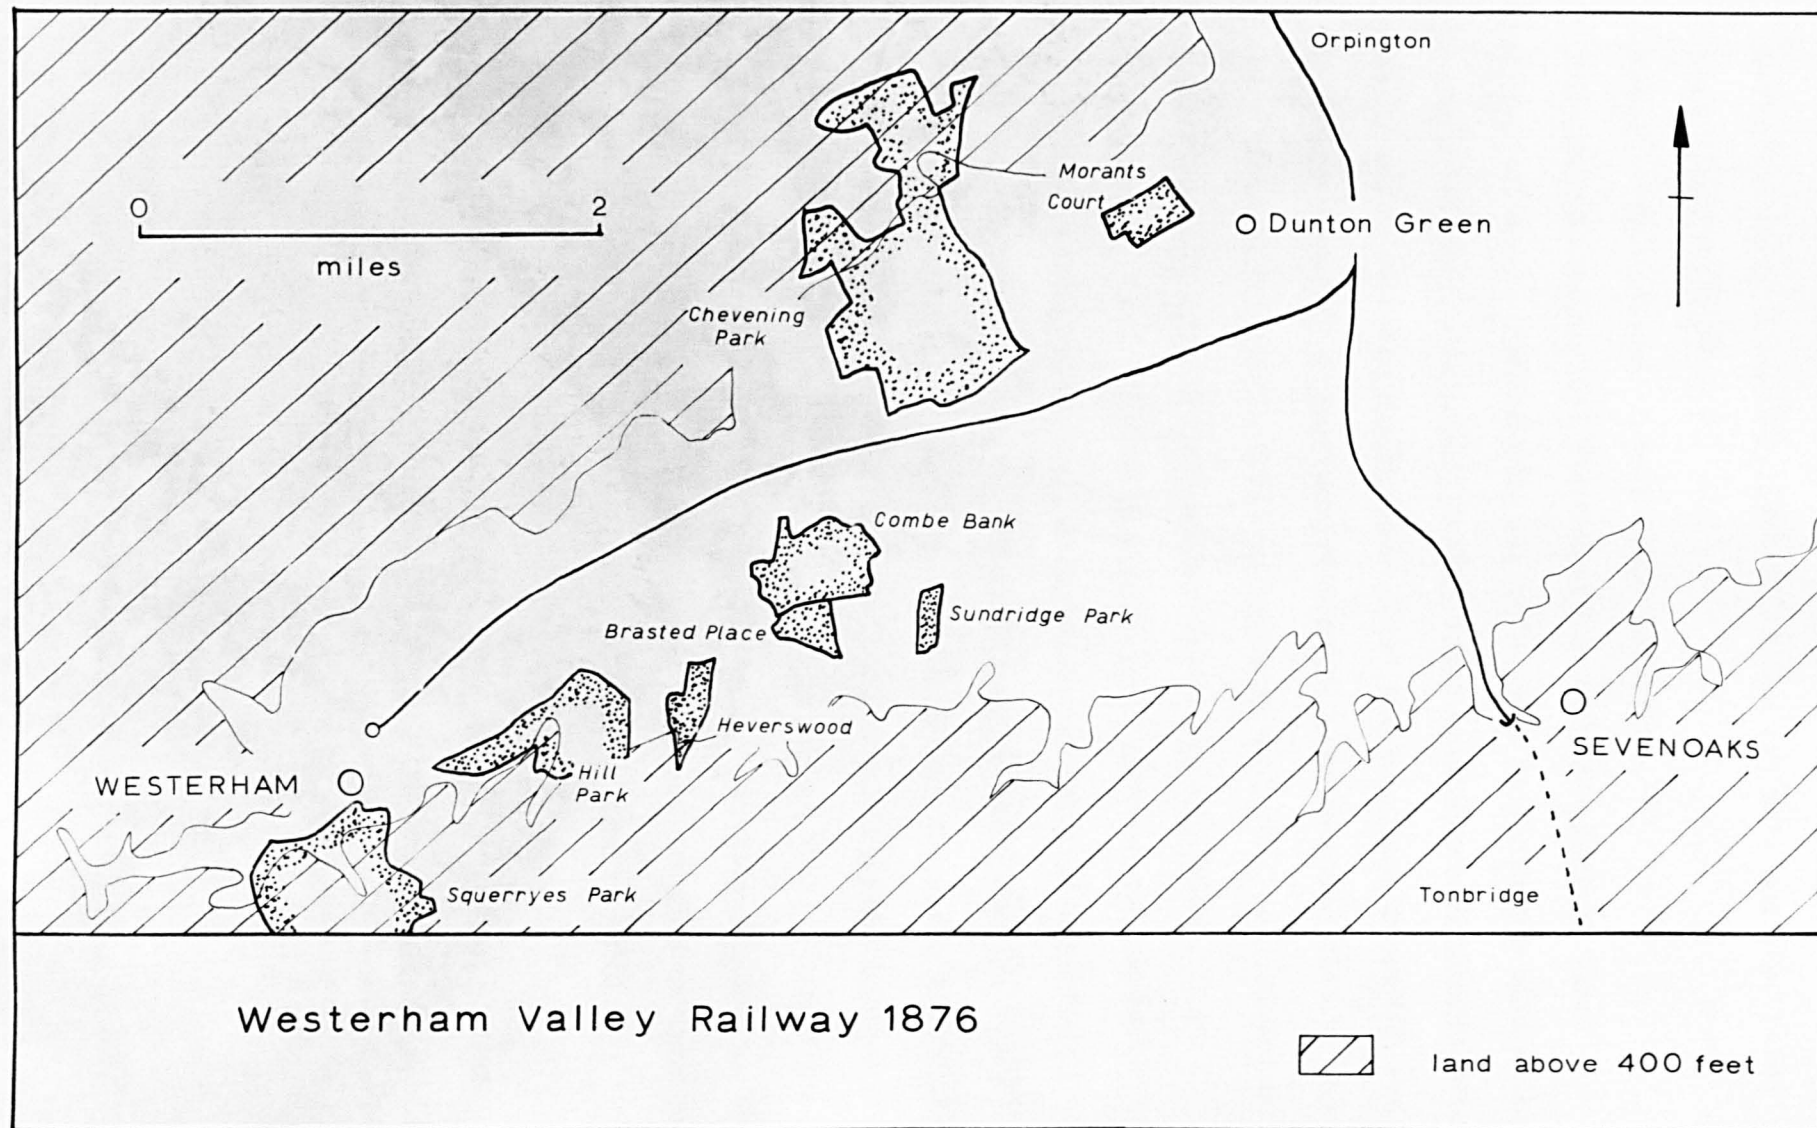 Orpington
Morants
Court
0 2
miles
Dunton Green
Chevening
Park
Combe Bank
Sundridge Park
Brasted Place
Heverswood
Hill
Park
WESTERHAM
SEVENOAKS
Squerryes Park
Tonbridge
Westerham Valley Railway 1876
land above 400 feet